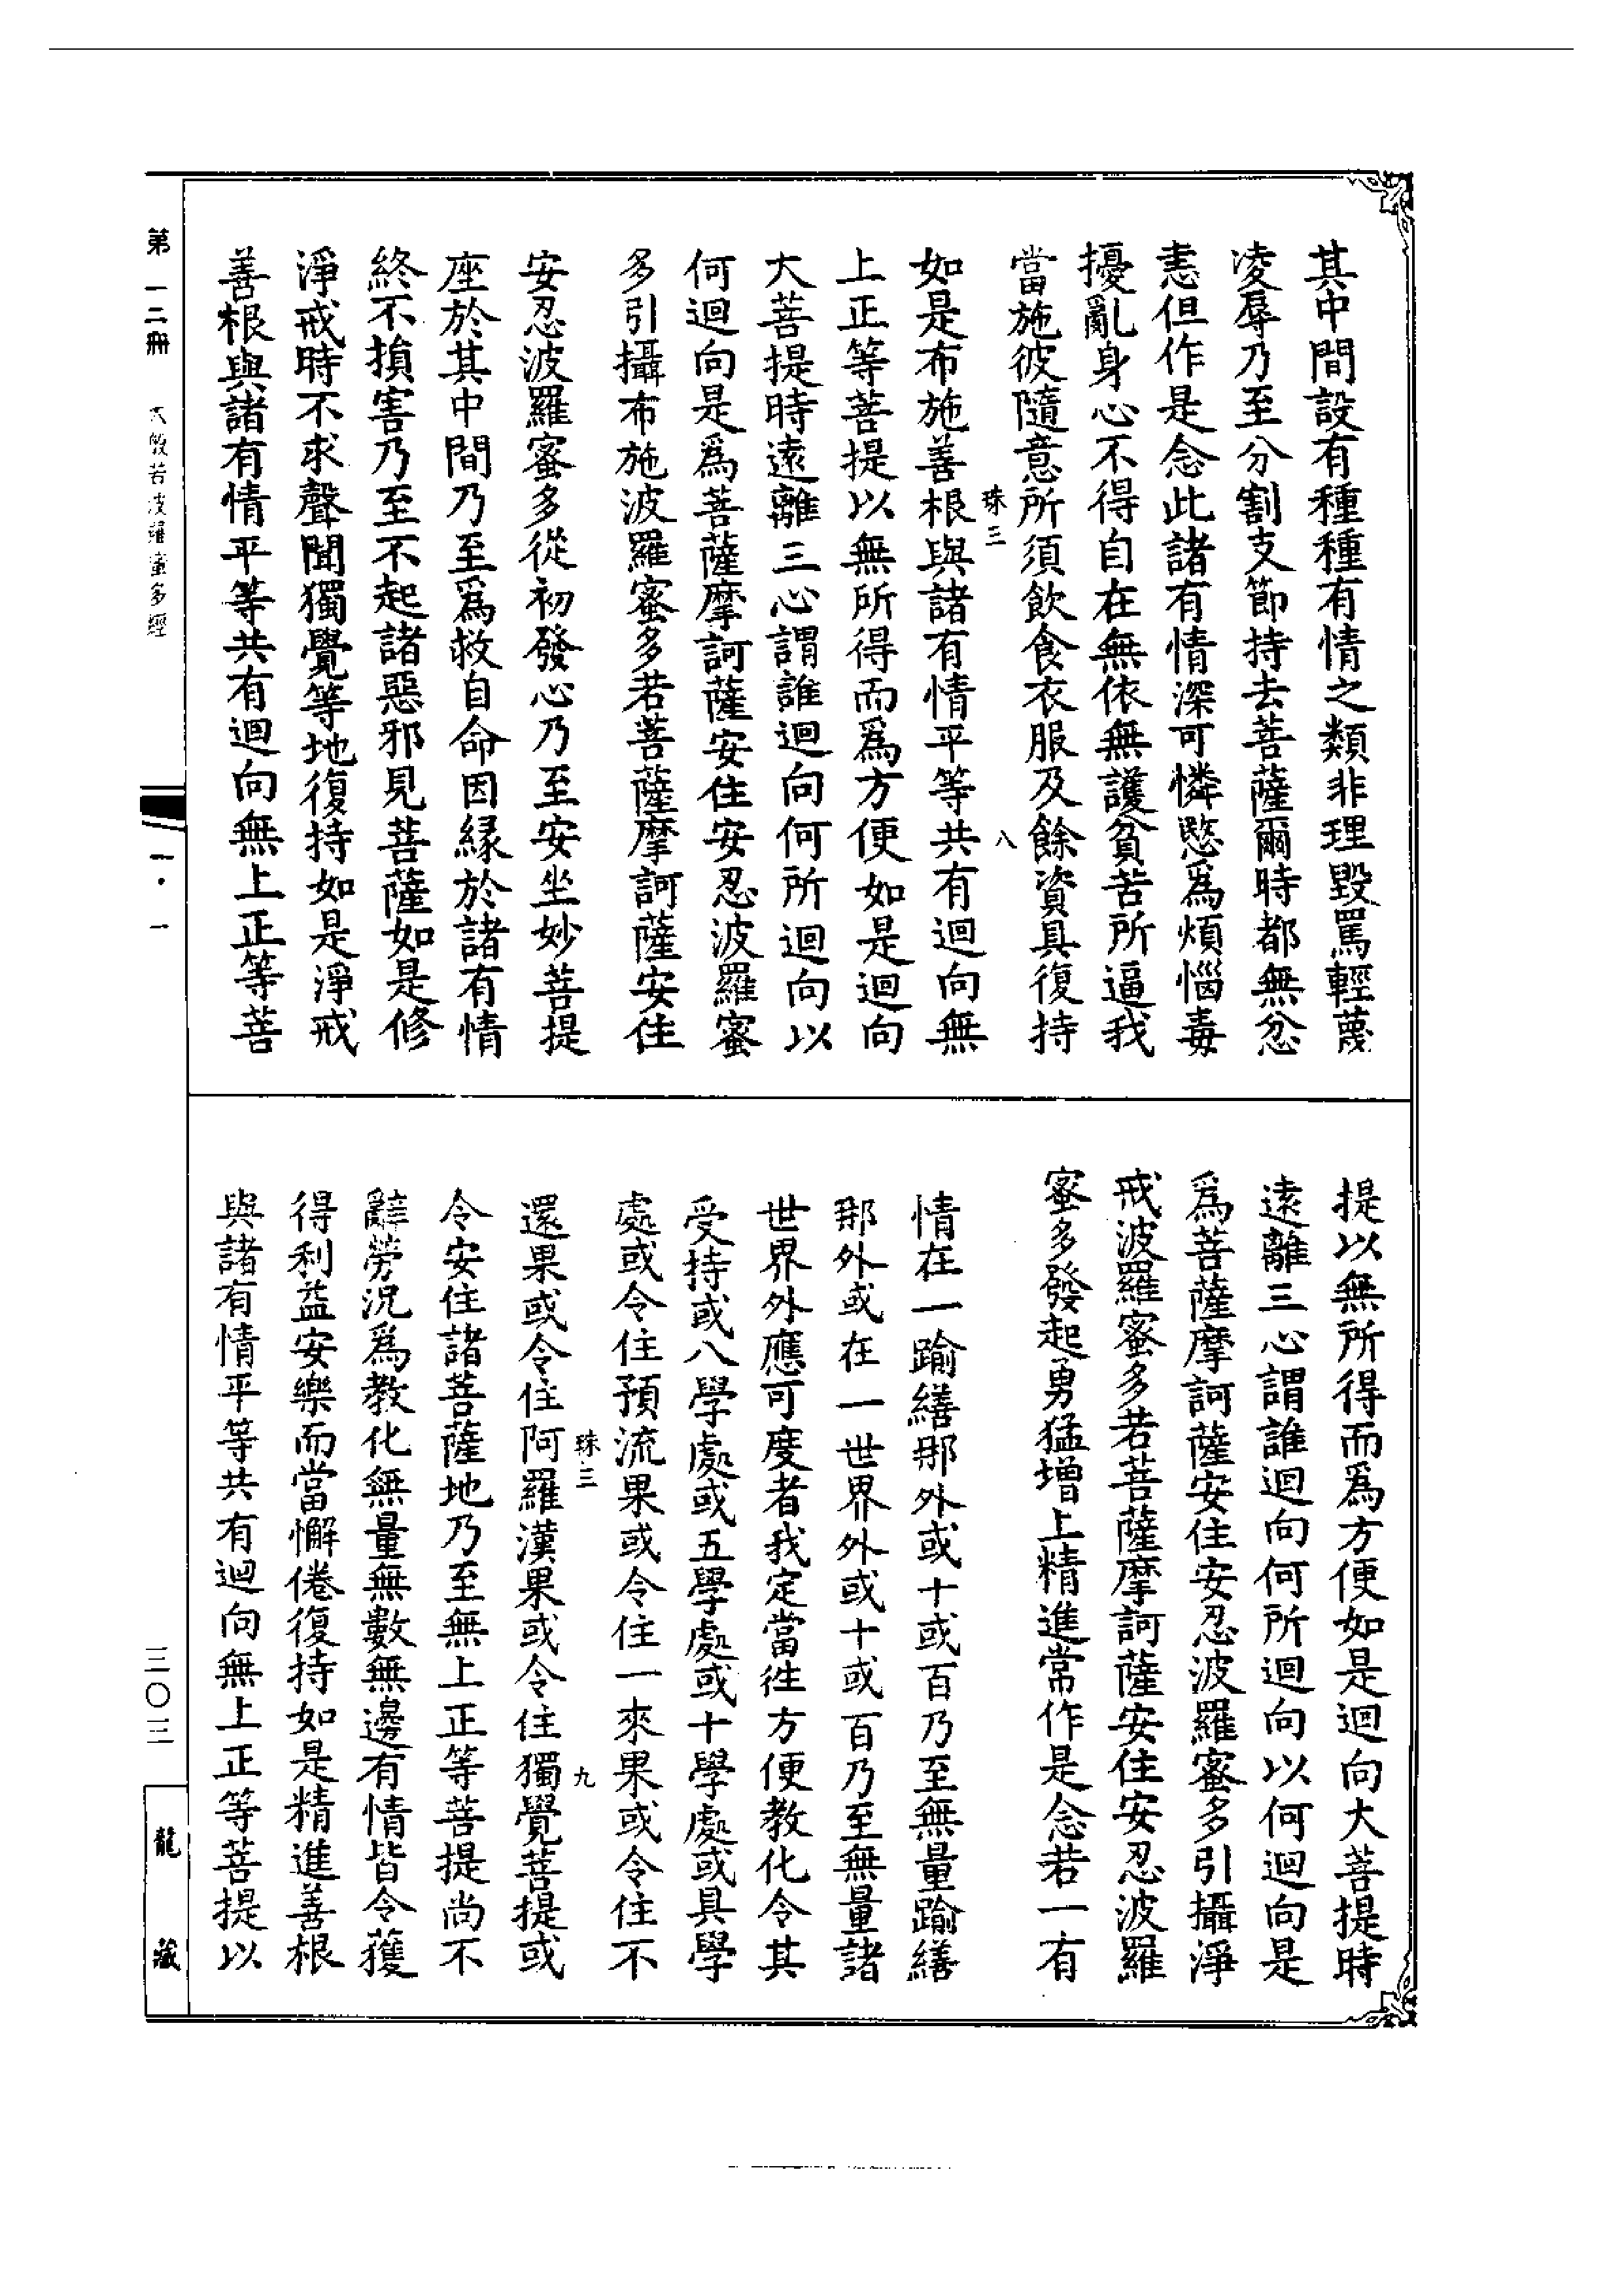 其中間設有種種有情之類非理毀罵輕蔑
凌辱乃至分割支節持去菩薩爾時都無忿
恚但作是念此諸有情深可憐愍爲煩惱毒
擾亂身心不得自在無依無護貧苦所逼我
當施彼隨意所須飲食衣服及餘資具復持
珠三
八
如是布施善根與諸有情平等共有迴向無
上正等菩提以無所得而爲方便如是迴向
大菩提時遠離三心謂誰迴向何所迴向以
何迴向是爲菩薩摩訶薩安住安忍波羅蜜
多引攝布施波羅蜜多若菩薩摩訶薩安住
安忍波羅蜜多從初發心乃至安坐妙菩提
座於其中間乃至爲救自命因緣於諸有情
終不損害乃至不起諸惡邪見菩薩如是修
淨戒時不求聲聞獨覺等地復持如是淨戒
善根與諸有情平等共有迴向無上正等菩
提以無所得而爲方便如是迴向大菩提時
遠離三心謂誰迴向何所迴向以何迴向是
爲菩薩摩訶薩安住安忍波羅蜜多引攝淨
戒波羅蜜多若菩薩摩訶薩安住安忍波羅
蜜多發起勇猛增上精進常作是念若一有
情在一踰繕那外或十或百乃至無量踰繕
那外或在一世界外或十或百乃至無量諸
世界外應可度者我定當往方便教化令其
受持或八學處或五學處或十學處或具學
處或令住預流果或令住一來果或令住不
珠三
九
還果或令住阿羅漢果或令住獨覺菩提或
令安住諸菩薩地乃至無上正等菩提尚不
辭勞況爲教化無量無數無邊有情皆令獲
得利益安樂而當懈倦復持如是精進善根
與諸有情平等共有迴向無上正等菩提以
第一二冊
大般若波羅蜜多經
一·一
三〇三
龍藏